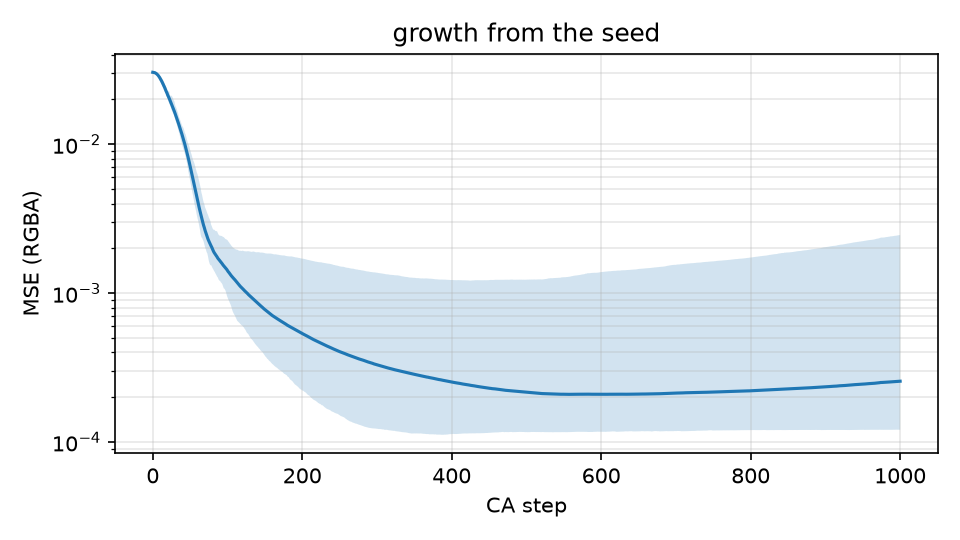 growth from the seed
MSE (RGBA)
10⁻²
10⁻³
10⁻⁴
0 200 400 600 800 1000
CA step